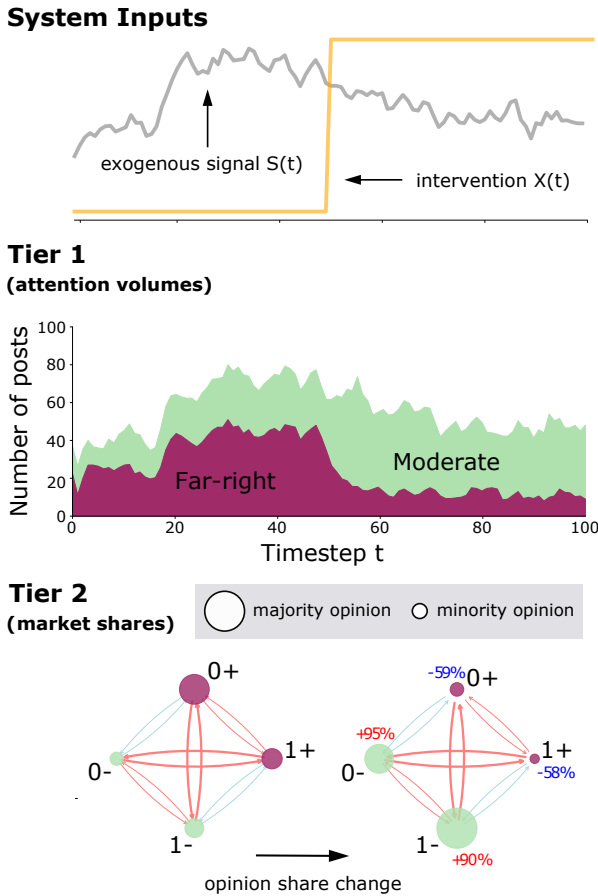 System Inputs
exogenous signal S(t)
intervention X(t)
Tier 1
(attention volumes)
100
80
60
40
20
0
Number of posts
Far-right
Moderate
0 20 40 60 80 100
Timestep t
Tier 2
(market shares)
majority opinion minority opinion
0+
1+
0-
1-
-59%
0+
+95%
1+
0-
-58%
1-
+90%
opinion share change